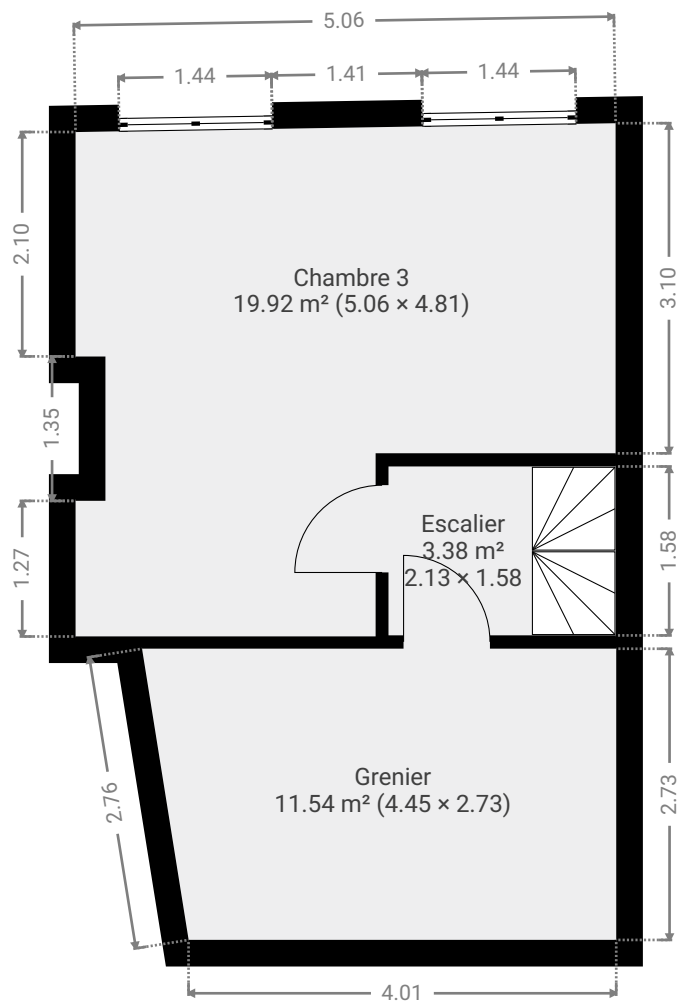 5.06
1.44
1.41
1.44
2.10
3.10
Chambre 3
19.92 m² (5.06 × 4.81)
1.35
Escalier
3.38 m²
2.13 × 1.58
1.58
1.27
Grenier
11.54 m² (4.45 × 2.73)
2.76
2.73
4.01